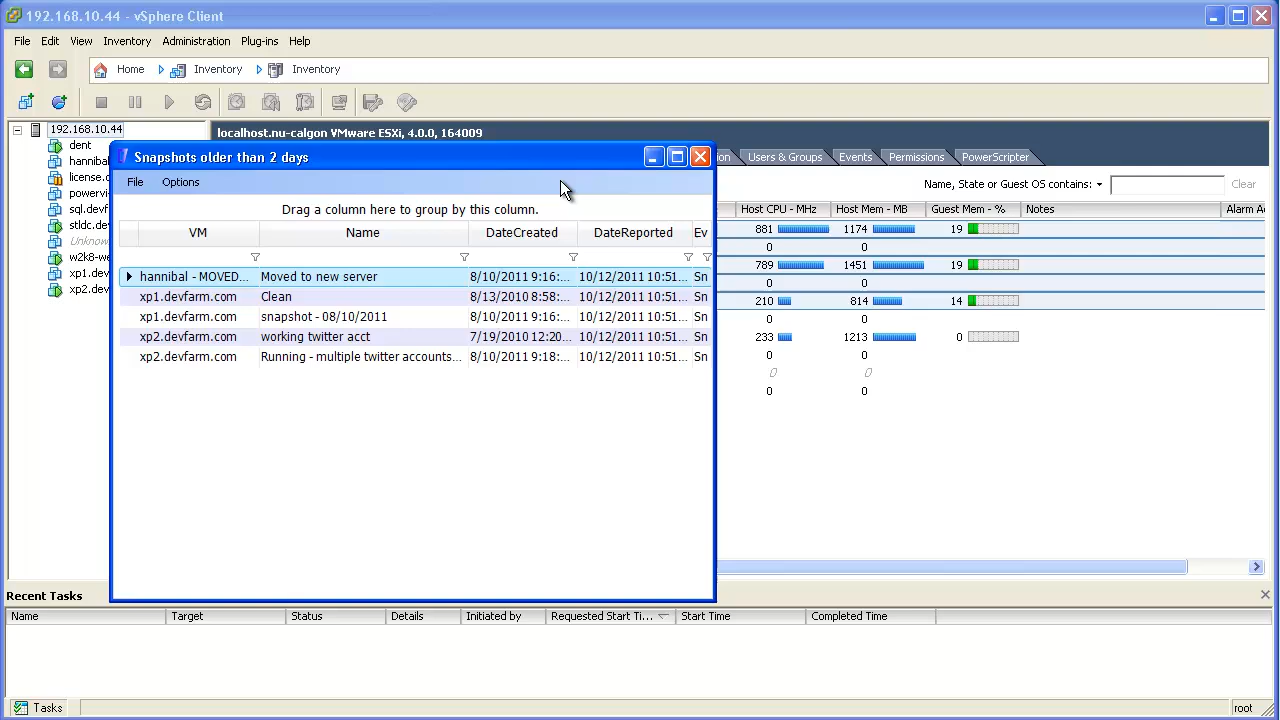 192.168.10.44 - vSphere Client
File Edit View Inventory Administration Plug-ins Help
Home Inventory Inventory
192.168.10.44
dent
hannib
license.c
powervi
sql.devf
stldc.de
Unknow
w2k8-we
xp1.dev
xp2.dev
localhost.nu-calgon VMware ESXi, 4.0.0, 164009
ion Users & Groups Events Permissions PowerScripter
Name, State or Guest OS contains: Clear
Host CPU - MHz Host Mem - MB Guest Mem - % Notes Alarm Ac
881 1174 19
0 0
789 1451 19
0 0
210 814 14
0 0
233 1213 0
0 0
0 0
0 0
Snapshots older than 2 days
File Options
Drag a column here to group by this column.
VM Name DateCreated DateReported Ev
hannibal - MOVED... Moved to new server 8/10/2011 9:16:... 10/12/2011 10:51... Sn
xp1.devfarm.com Clean 8/13/2010 8:58:... 10/12/2011 10:51... Sn
xp1.devfarm.com snapshot - 08/10/2011 8/10/2011 9:16:... 10/12/2011 10:51... Sn
xp2.devfarm.com working twitter acct 7/19/2010 12:20... 10/12/2011 10:51... Sn
xp2.devfarm.com Running - multiple twitter accounts... 8/10/2011 9:18:... 10/12/2011 10:51... Sn
Recent Tasks
Name Target Status Details Initiated by Requested Start Ti... Start Time Completed Time
Tasks root